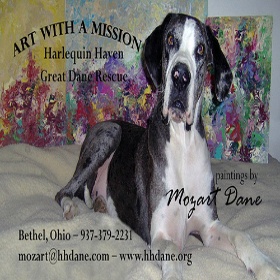 ART WITH A MISSION
Harlequin Haven
Great Dane Rescue
paintings by
Mozart Dane
Bethel, Ohio – 937-379-2231
mozart@hhdane.com – www.hhdane.org